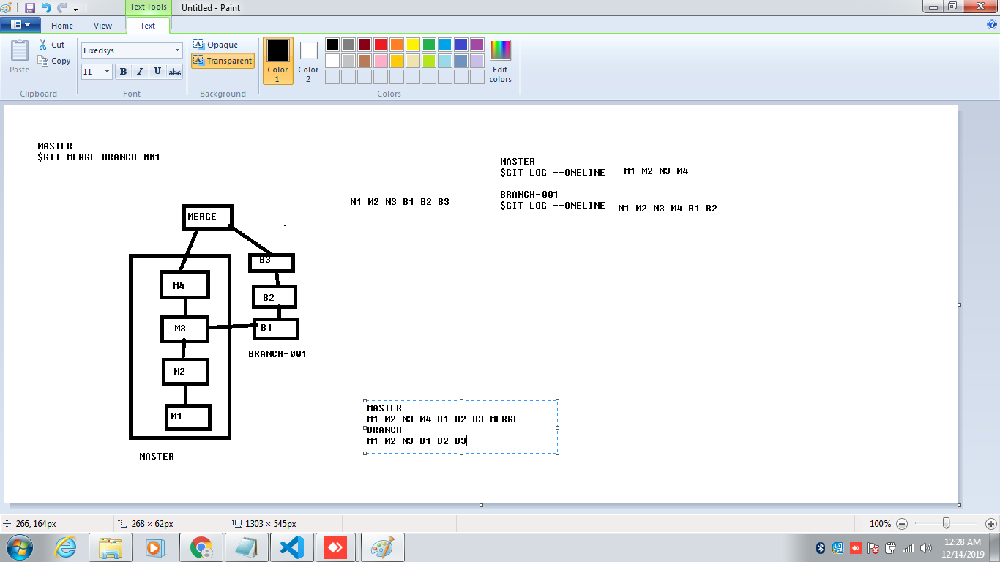 Text Tools
Untitled - Paint
Home
View
Text
Paste
Cut
Copy
Clipboard
Fixedsys
11
B I U abc
Font
Opaque
Transparent
Background
Color 1
Color 2
Edit colors
Colors
MASTER
$GIT MERGE BRANCH-001
MERGE
M4
M3
M2
M1
MASTER
B3
B2
B1
BRANCH-001
M1 M2 M3 B1 B2 B3
MASTER
$GIT LOG --ONELINE M1 M2 M3 M4
BRANCH-001
$GIT LOG --ONELINE M1 M2 M3 M4 B1 B2
MASTER
M1 M2 M3 M4 B1 B2 B3 MERGE
BRANCH
M1 M2 M3 B1 B2 B3
266, 164px
268 × 62px
1303 × 545px
100%
12:28 AM
12/14/2019